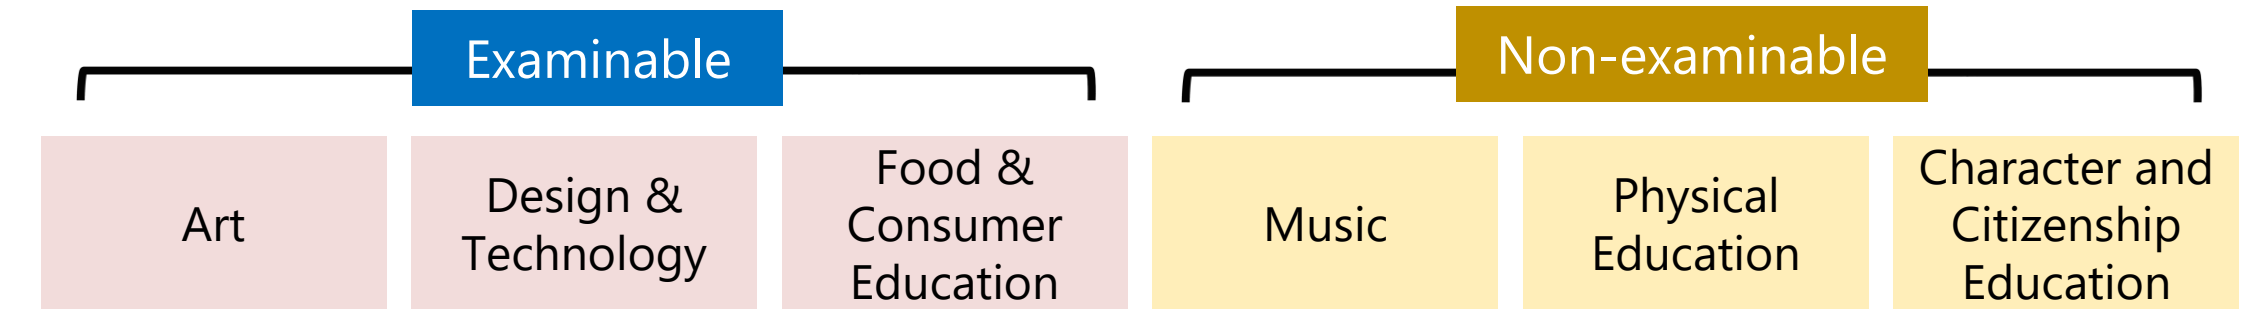 Examinable
Non-examinable
Art
Design &
Technology
Food &
Consumer
Education
Music
Physical
Education
Character and
Citizenship
Education